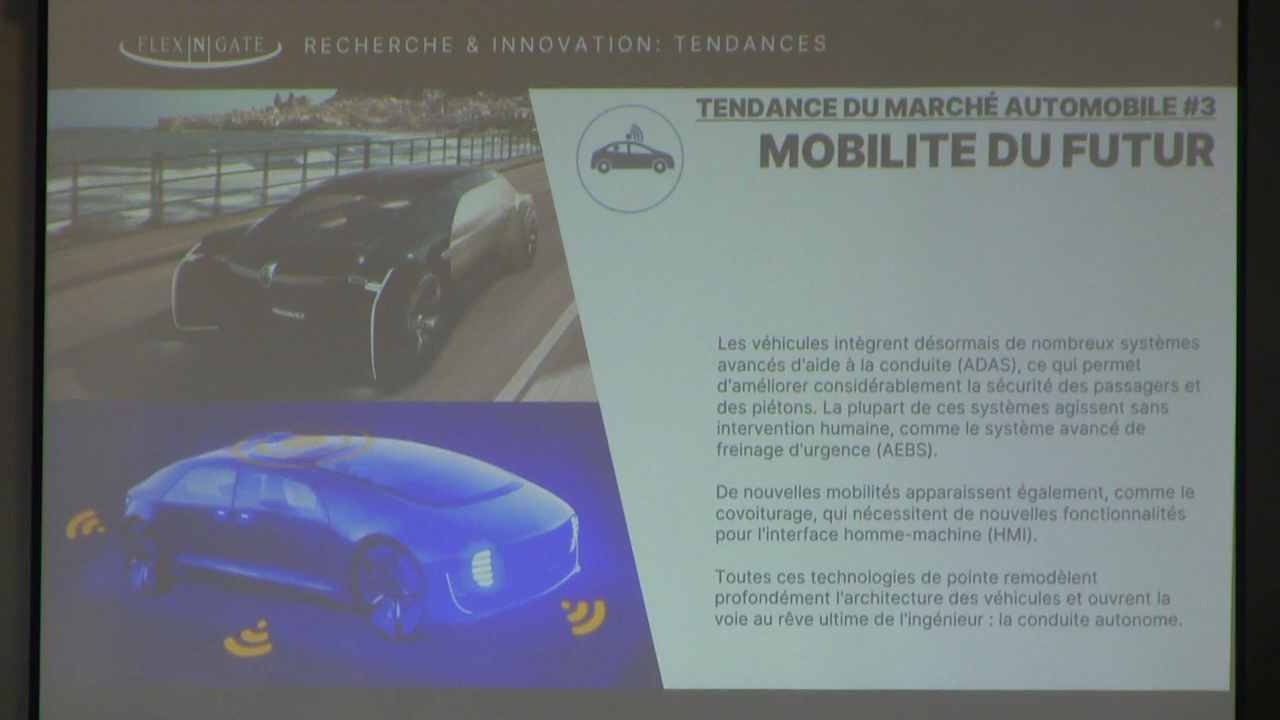 FLEX|N|GATE RECHERCHE & INNOVATION: TENDANCES
8
TENDANCE DU MARCHÉ AUTOMOBILE #3
MOBILITE DU FUTUR
RENAULT
Les véhicules intègrent désormais de nombreux systèmes
avancés d'aide à la conduite (ADAS), ce qui permet
d'améliorer considérablement la sécurité des passagers et
des piétons. La plupart de ces systèmes agissent sans
intervention humaine, comme le système avancé de
freinage d'urgence (AEBS).
De nouvelles mobilités apparaissent également, comme le
covoiturage, qui nécessitent de nouvelles fonctionnalités
pour l'interface homme-machine (HMI).
Toutes ces technologies de pointe remodèlent
profondément l'architecture des véhicules et ouvrent la
voie au rêve ultime de l'ingénieur : la conduite autonome.